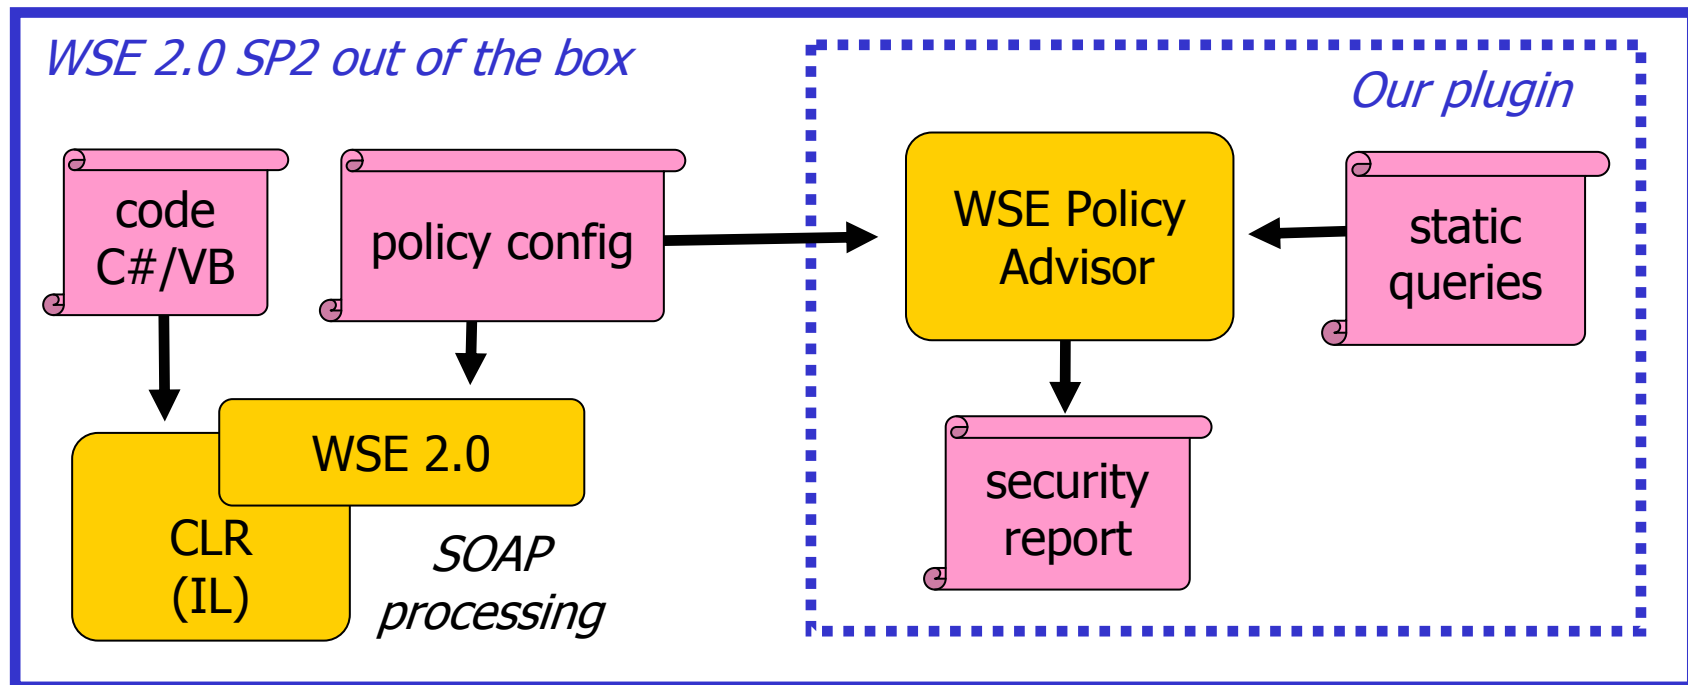 WSE 2.0 SP2 out of the box
Our plugin
code
C#/VB
policy config
WSE Policy
Advisor
static
queries
WSE 2.0
CLR
(IL)
SOAP
processing
security
report